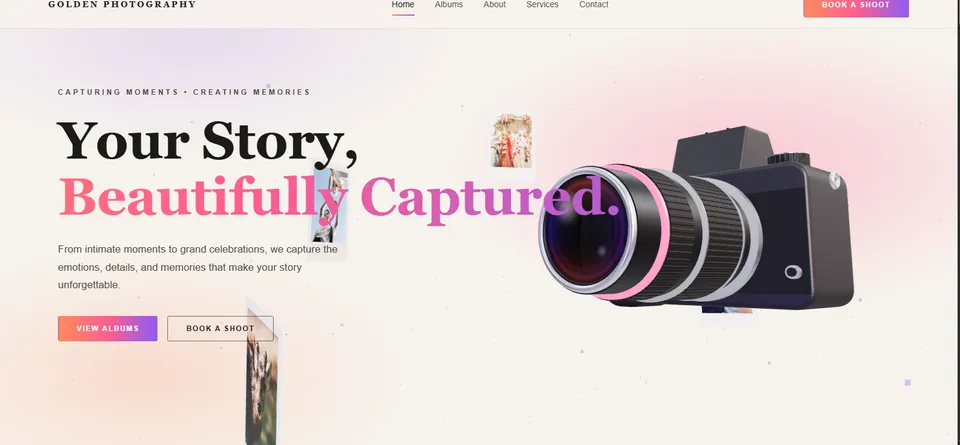 GOLDEN PHOTOGRAPHY
Home Albums About Services Contact
BOOK A SHOOT
CAPTURING MOMENTS • CREATING MEMORIES
Your Story,
Beautifully Captured.
From intimate moments to grand celebrations, we capture the
emotions, details, and memories that make your story
unforgettable.
VIEW ALBUMS
BOOK A SHOOT